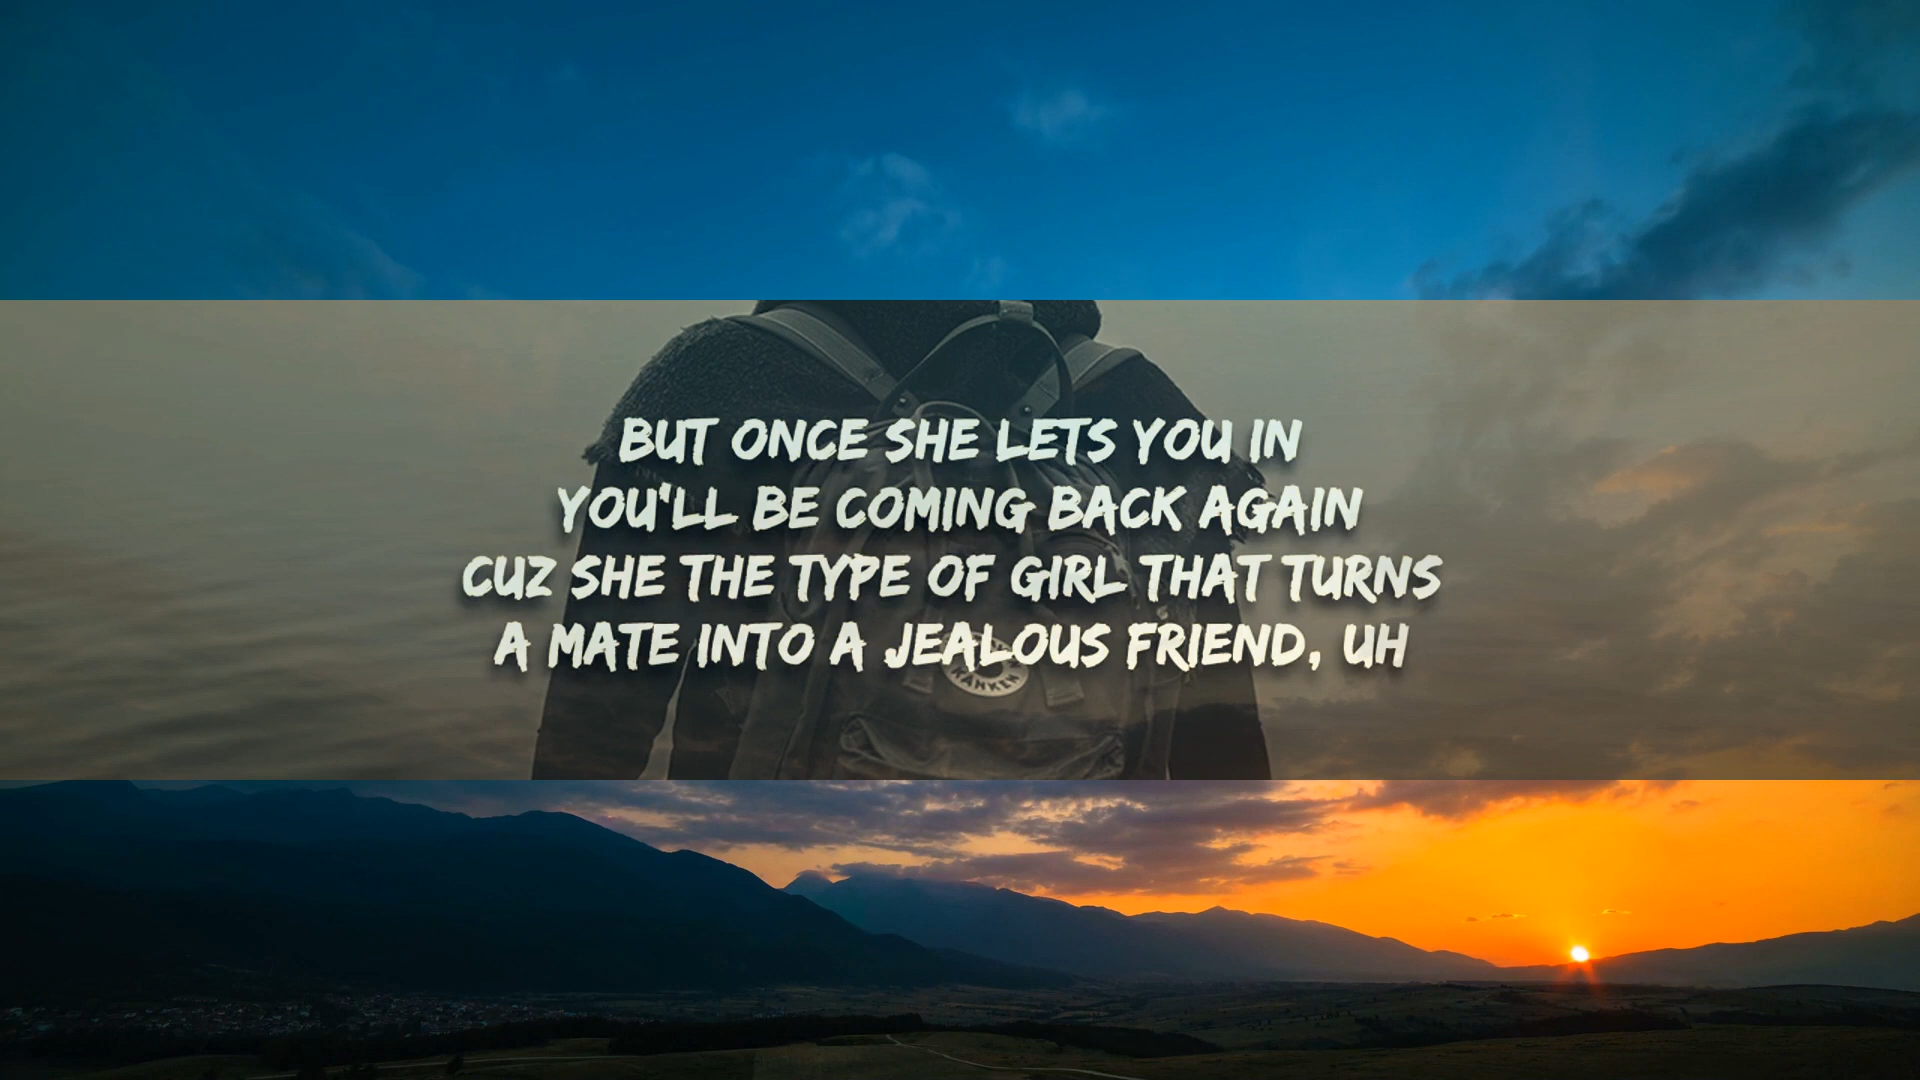 BUT ONCE SHE LETS YOU IN
YOU'LL BE COMING BACK AGAIN
CUZ SHE THE TYPE OF GIRL THAT TURNS
A MATE INTO A JEALOUS FRIEND, UH
KANKEN